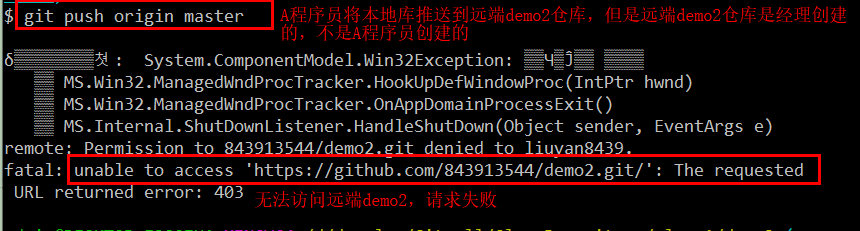 $ git push origin master
A程序员将本地库推送到远端demo2仓库，但是远端demo2仓库是经理创建
的，不是A程序员创建的
System.ComponentModel.Win32Exception:
MS.Win32.ManagedWndProcTracker.HookUpDefWindowProc(IntPtr hwnd)
MS.Win32.ManagedWndProcTracker.OnAppDomainProcessExit()
MS.Internal.ShutDownListener.HandleShutDown(Object sender, EventArgs e)
remote: Permission to 843913544/demo2.git denied to liuyan8439.
fatal: unable to access 'https://github.com/843913544/demo2.git/': The requested
URL returned error: 403
无法访问远端demo2，请求失败